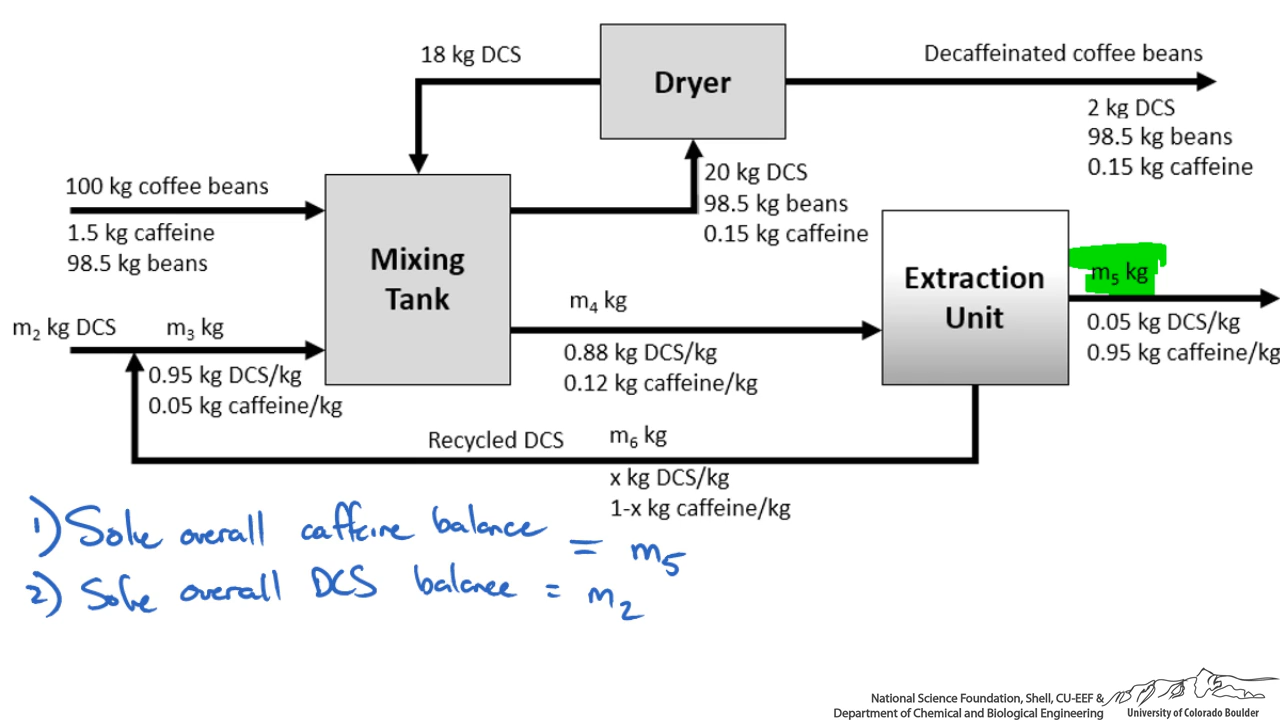 18 kg DCS
Dryer
Decaffeinated coffee beans
2 kg DCS
98.5 kg beans
0.15 kg caffeine
20 kg DCS
98.5 kg beans
0.15 kg caffeine
100 kg coffee beans
1.5 kg caffeine
98.5 kg beans
Mixing
Tank
m₂ kg DCS
m₃ kg
0.95 kg DCS/kg
0.05 kg caffeine/kg
m₄ kg
0.88 kg DCS/kg
0.12 kg caffeine/kg
Extraction
Unit
m₅ kg
0.05 kg DCS/kg
0.95 kg caffeine/kg
Recycled DCS
m₆ kg
x kg DCS/kg
1-x kg caffeine/kg
1) Solve overall caffeine balance = m₅
2) Solve overall DCS balance = m₂
National Science Foundation, Shell, CU-EEF &
Department of Chemical and Biological Engineering
University of Colorado Boulder